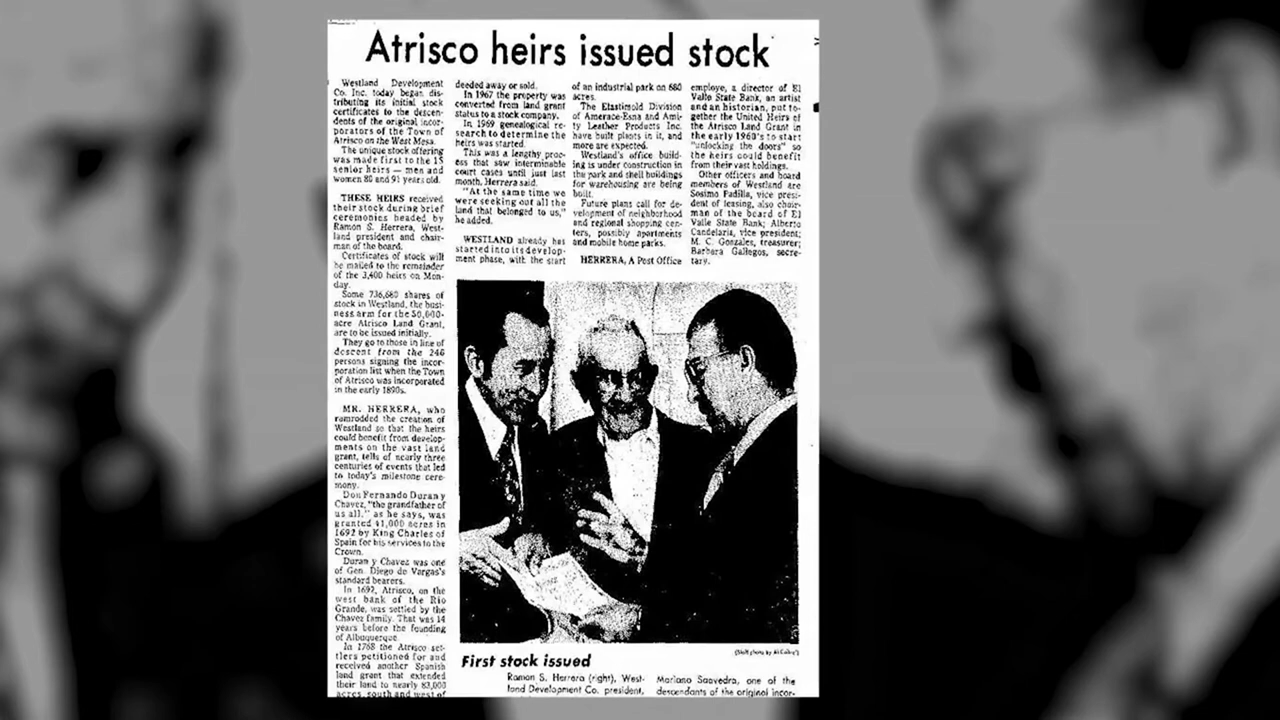 Atrisco heirs issued stock
Westland Development
Co. Inc. today began dis-
tributing its initial stock
certificates to the descen-
dents of the original incor-
porators of the Town of
Atrisco on the West Mesa.
The unique stock offering
was made first to the 15
senior heirs — men and
women 80 and 91 years old.
THESE HEIRS received
their stock during brief
ceremonies headed by
Ramon S. Herrera, West-
land president and chair-
man of the board.
Certificates of stock will
be mailed to the remainder
of the 3,400 heirs on Mon-
day.
Some 736,680 shares of
stock in Westland, the busi-
ness arm for the 50,000-
acre Atrisco Land Grant,
are to be issued initially.
They go to those in line of
descent from the 246
persons signing the incor-
poration list when the Town
of Atrisco was incorporated
in the early 1890s.
MR. HERRERA, who
ramrodded the creation of
Westland so that the heirs
could benefit from develop-
ments on the vast land
grant, tells of nearly three
centuries of events that led
to today's milestone cere-
mony.
Don Fernando Duran y
Chavez, "the grandfather of
us all," as he says, was
granted 41,000 acres in
1692 by King Charles of
Spain for his services to the
Crown.
Duran y Chavez was one
of Gen. Diego de Vargas's
standard bearers.
In 1692, Atrisco, on the
west bank of the Rio
Grande, was settled by the
Chavez family. That was 14
years before the founding
of Albuquerque
In 1768 the Atrisco set-
tlers petitioned for and
received another Spanish
land grant that extended
their land to nearly 83,000
acres, south and west of
deeded away or sold.
In 1967 the property was
converted from land grant
status to a stock company.
In 1969 genealogical re-
search to determine the
heirs was started.
This was a lengthy proc-
ess that saw interminable
court cases until just last
month, Herrera said.
"At the same time we
were seeking out all the
land that belonged to us,"
he added.
WESTLAND already has
started into its develop-
ment phase, with the start
of an industrial park on 680
acres.
The Elastimold Division
of Amerace-Esna and Ami-
ty Leather Products Inc.
have built plants in it, and
more are expected.
Westland's office build-
ing is under construction in
the park and shell buildings
for warehousing are being
built.
Future plans call for de-
velopment of neighborhood
and regional shopping cen-
ters, possibly apartments
and mobile home parks.
HERRERA, A Post Office
employe, a director of El
Valle State Bank, an artist
and an historian, put to-
gether the United Heirs of
the Atrisco Land Grant in
the early 1960's to start
"unlocking the doors" so
the heirs could benefit
from their vast holdings.
Other officers and board
members of Westland are
Sosimo Padilla, vice presi-
dent of leasing, also chair-
man of the board of El
Valle State Bank; Alberto
Candelaria, vice president;
M. C. Gonzales, treasurer;
Barbara Gallegos, secre-
tary.
(Staff photo by
First stock issued
Ramon S. Herrera (right), West-
land Development Co. president,
Mariano Saavedra, one of the
descendants of the original incor-